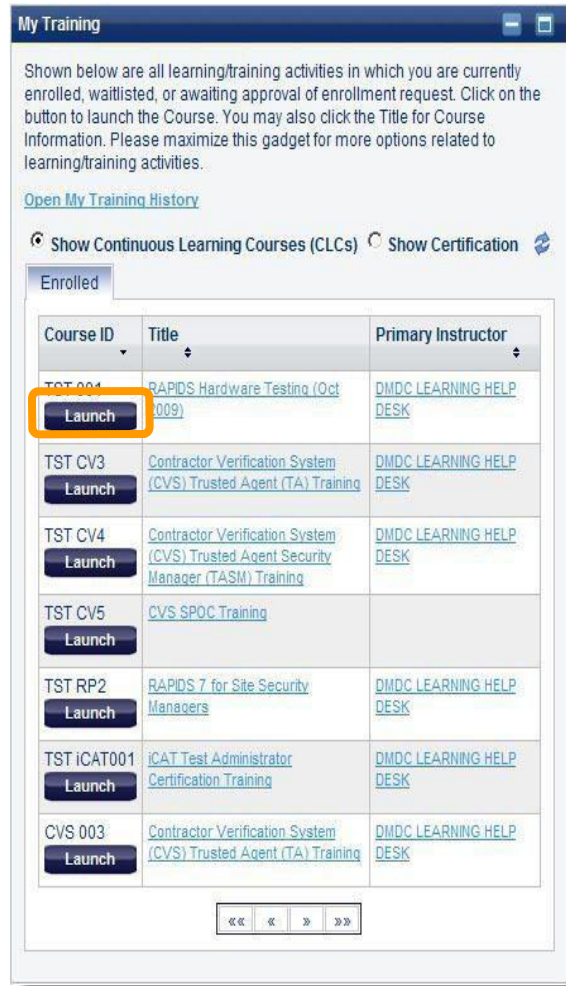 My Training
Shown below are all learning/training activities in which you are currently
enrolled, waitlisted, or awaiting approval of enrollment request. Click on the
button to launch the Course. You may also click the Title for Course
Information. Please maximize this gadget for more options related to
learning/training activities.
Open My Training History
Show Continuous Learning Courses (CLCs) Show Certification
Enrolled
Course ID Title Primary Instructor
TST 001 RAPIDS Hardware Testing (Oct DMDC LEARNING HELP
Launch 2009) DESK
TST CV3 Contractor Verification System DMDC LEARNING HELP
Launch (CVS) Trusted Agent (TA) Training DESK
TST CV4 Contractor Verification System DMDC LEARNING HELP
Launch (CVS) Trusted Agent Security DESK
Manager (TASM) Training
TST CV5 CVS SPOC Training
Launch
TST RP2 RAPIDS 7 for Site Security DMDC LEARNING HELP
Launch Managers DESK
TST iCAT001 iCAT Test Administrator DMDC LEARNING HELP
Launch Certification Training DESK
CVS 003 Contractor Verification System DMDC LEARNING HELP
Launch (CVS) Trusted Agent (TA) Training DESK
«« « » »»